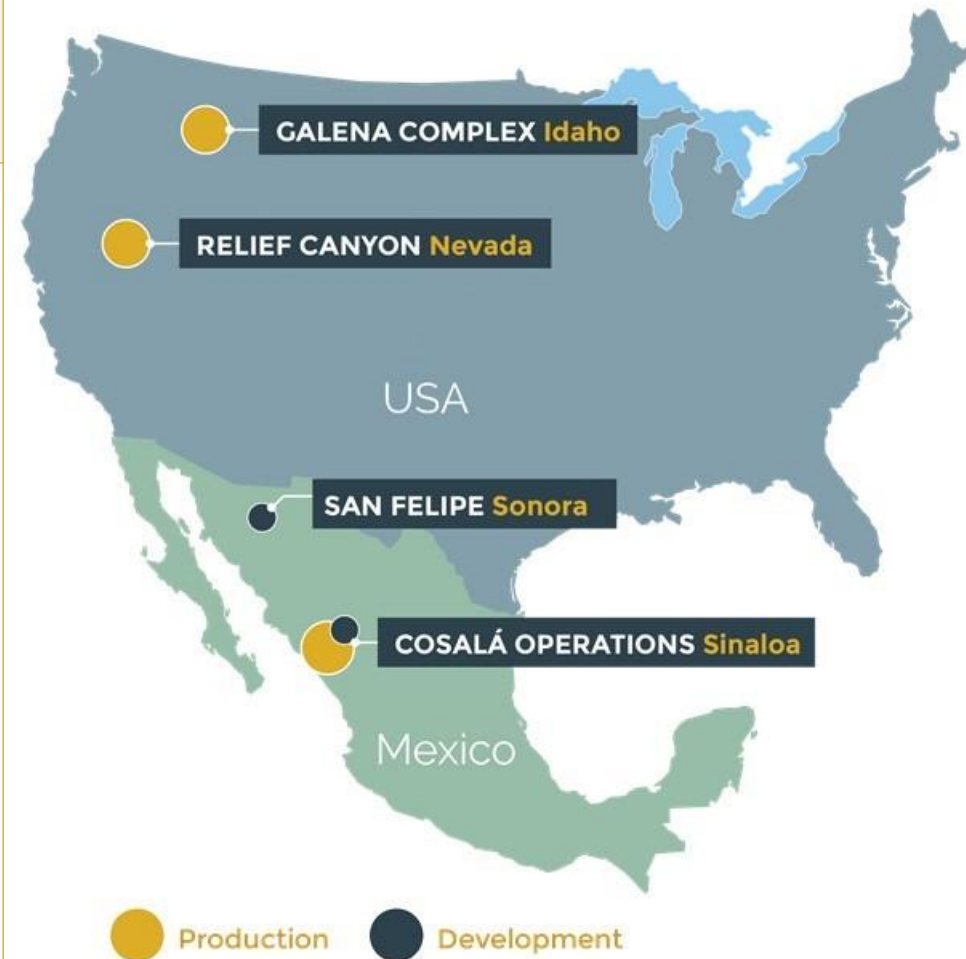 GALENA COMPLEX Idaho
RELIEF CANYON Nevada
USA
SAN FELIPE Sonora
COSALÁ OPERATIONS Sinaloa
Mexico
Production
Development